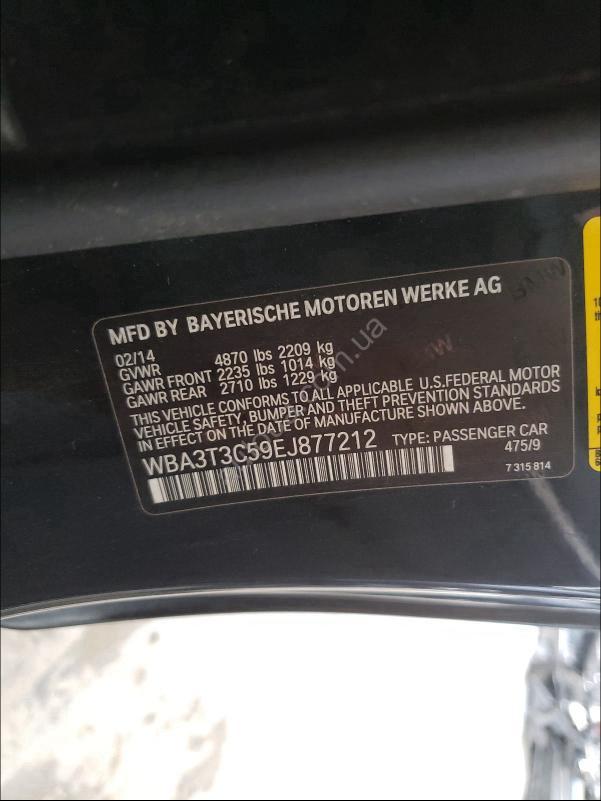 MFD BY BAYERISCHE MOTOREN WERKE AG
02/14
GVWR 4870 lbs 2209 kg
GAWR FRONT 2235 lbs 1014 kg
GAWR REAR 2710 lbs 1229 kg
THIS VEHICLE CONFORMS TO ALL APPLICABLE U.S.FEDERAL MOTOR
VEHICLE SAFETY, BUMPER AND THEFT PREVENTION STANDARDS
IN EFFECT ON THE DATE OF MANUFACTURE SHOWN ABOVE.
WBA3T3C59EJ877212 TYPE: PASSENGER CAR
475/9
7 315 814